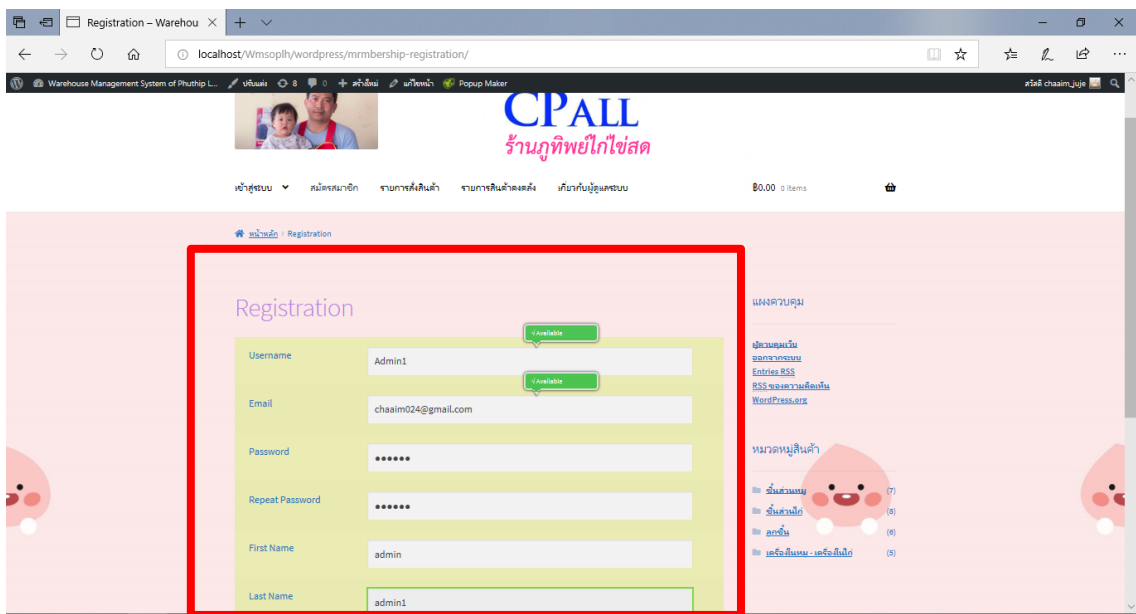 Registration – Warehou
localhost/Wmsoplh/wordpress/mrmbership-registration/
Warehouse Management System of Phuthip L... ปรับแต่ง 8 0 + สร้างใหม่ แก้ไขหน้า Popup Maker สวัสดี chaaim_juje
CPALL
ร้านภูทิพย์ไก่ไข่สด
เข้าสู่ระบบ สมัครสมาชิก รายการสั่งสินค้า รายการสินค้าคงคลัง เกี่ยวกับผู้ดูแลระบบ ฿0.00 0 items
หน้าหลัก › Registration
Registration
√ Available
Username Admin1
√ Available
Email chaaim024@gmail.com
Password ••••••
Repeat Password ••••••
First Name admin
Last Name admin1
แผงควบคุม
ผู้ควบคุมเว็บ
ออกจากระบบ
Entries RSS
RSS ของความคิดเห็น
WordPress.org
หมวดหมู่สินค้า
ชิ้นส่วนหมู (7)
ชิ้นส่วนไก่ (8)
ลูกชิ้น (6)
เครื่องในหมู - เครื่องในไก่ (5)